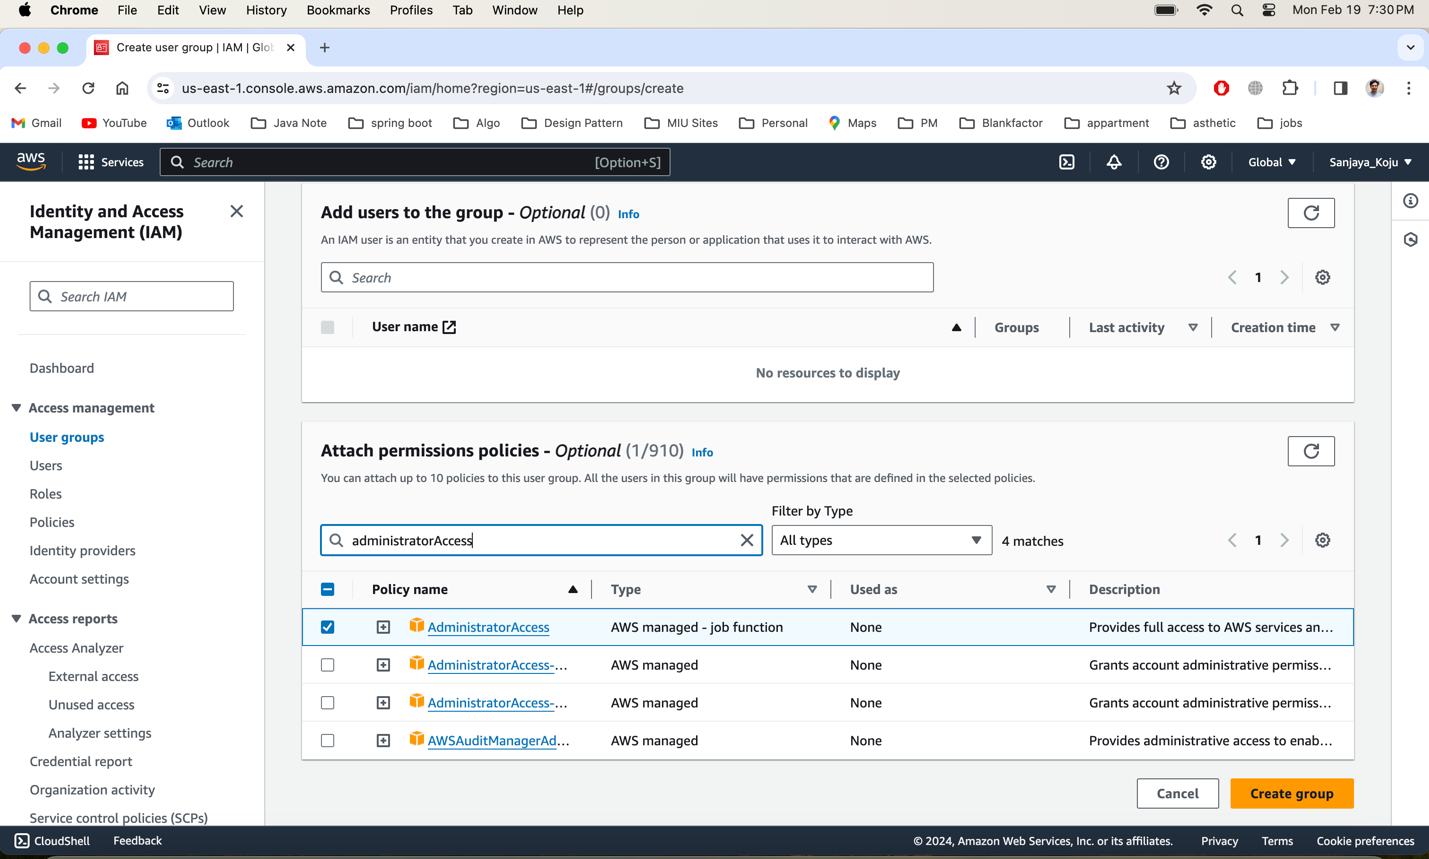 Chrome File Edit View History Bookmarks Profiles Tab Window Help Mon Feb 19 7:30 PM
Create user group | IAM | Glo
us-east-1.console.aws.amazon.com/iam/home?region=us-east-1#/groups/create
Gmail YouTube Outlook Java Note spring boot Algo Design Pattern MIU Sites Personal Maps PM Blankfactor appartment asthetic jobs
aws Services Search [Option+S] Global Sanjaya_Koju
Identity and Access
Management (IAM)
Search IAM
Dashboard
Access management
User groups
Users
Roles
Policies
Identity providers
Account settings
Access reports
Access Analyzer
External access
Unused access
Analyzer settings
Credential report
Organization activity
Service control policies (SCPs)
Add users to the group - Optional (0) Info
An IAM user is an entity that you create in AWS to represent the person or application that uses it to interact with AWS.
Search 1
User name Groups Last activity Creation time
No resources to display
Attach permissions policies - Optional (1/910) Info
You can attach up to 10 policies to this user group. All the users in this group will have permissions that are defined in the selected policies.
Filter by Type
administratorAccess All types 4 matches 1
Policy name Type Used as Description
AdministratorAccess AWS managed - job function None Provides full access to AWS services an...
AdministratorAccess-... AWS managed None Grants account administrative permiss...
AdministratorAccess-... AWS managed None Grants account administrative permiss...
AWSAuditManagerAd... AWS managed None Provides administrative access to enab...
Cancel Create group
CloudShell Feedback © 2024, Amazon Web Services, Inc. or its affiliates. Privacy Terms Cookie preferences